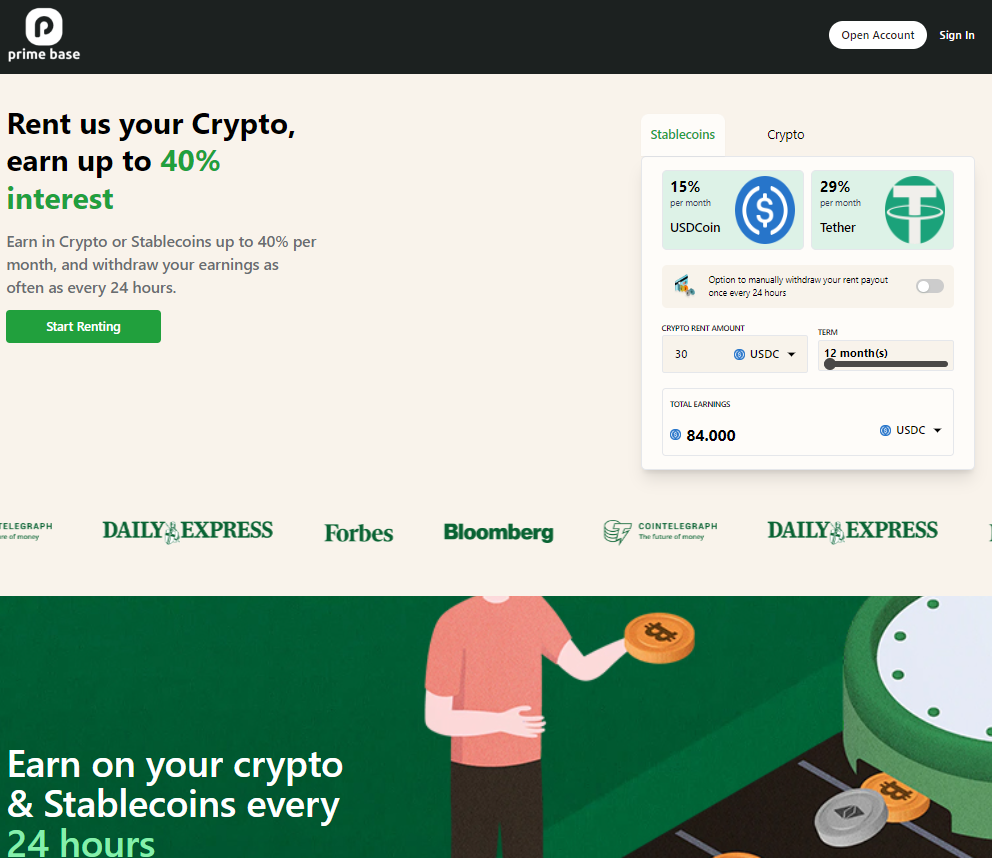 prime base
Open Account
Sign In
Rent us your Crypto,
earn up to 40%
interest
Earn in Crypto or Stablecoins up to 40% per
month, and withdraw your earnings as
often as every 24 hours.
Start Renting
Stablecoins
Crypto
15%
per month
USDCoin
29%
per month
Tether
Option to manually withdraw your rent payout
once every 24 hours
CRYPTO RENT AMOUNT
30
USDC
TERM
12 month(s)
TOTAL EARNINGS
84.000
USDC
TELEGRAPH
re of money
DAILY EXPRESS
Forbes
Bloomberg
COINTELEGRAPH
The future of money
DAILY EXPRESS
Earn on your crypto
& Stablecoins every
24 hours